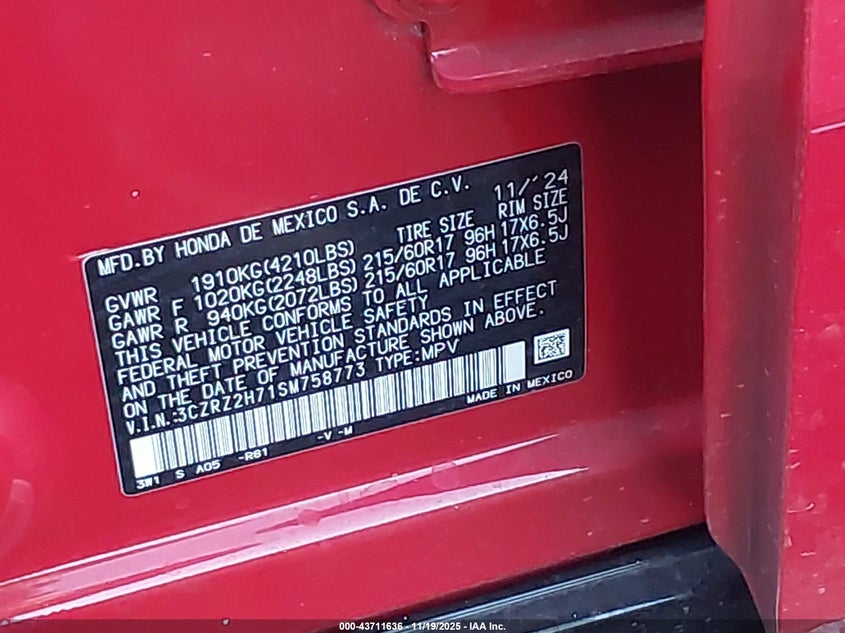 MFD.BY HONDA DE MEXICO S.A. DE C.V. 11/'24
TIRE SIZE RIM SIZE
GVWR 1910KG(4210LBS)
GAWR F 1020KG(2248LBS) 215/60R17 96H 17X6.5J
GAWR R 940KG(2072LBS) 215/60R17 96H 17X6.5J
THIS VEHICLE CONFORMS TO ALL APPLICABLE
FEDERAL MOTOR VEHICLE SAFETY
AND THEFT PREVENTION STANDARDS IN EFFECT
ON THE DATE OF MANUFACTURE SHOWN ABOVE.
V.I.N.:3CZRZ2H71SM758773 TYPE:MPV
MADE IN MEXICO
3W1 S A05 -R81 -V -M
000-43711636 - 11/19/2025 - IAA Inc.